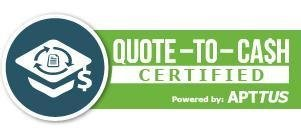 QUOTE-TO-CA$H
CERTIFIED
Powered by: APTTUS
$